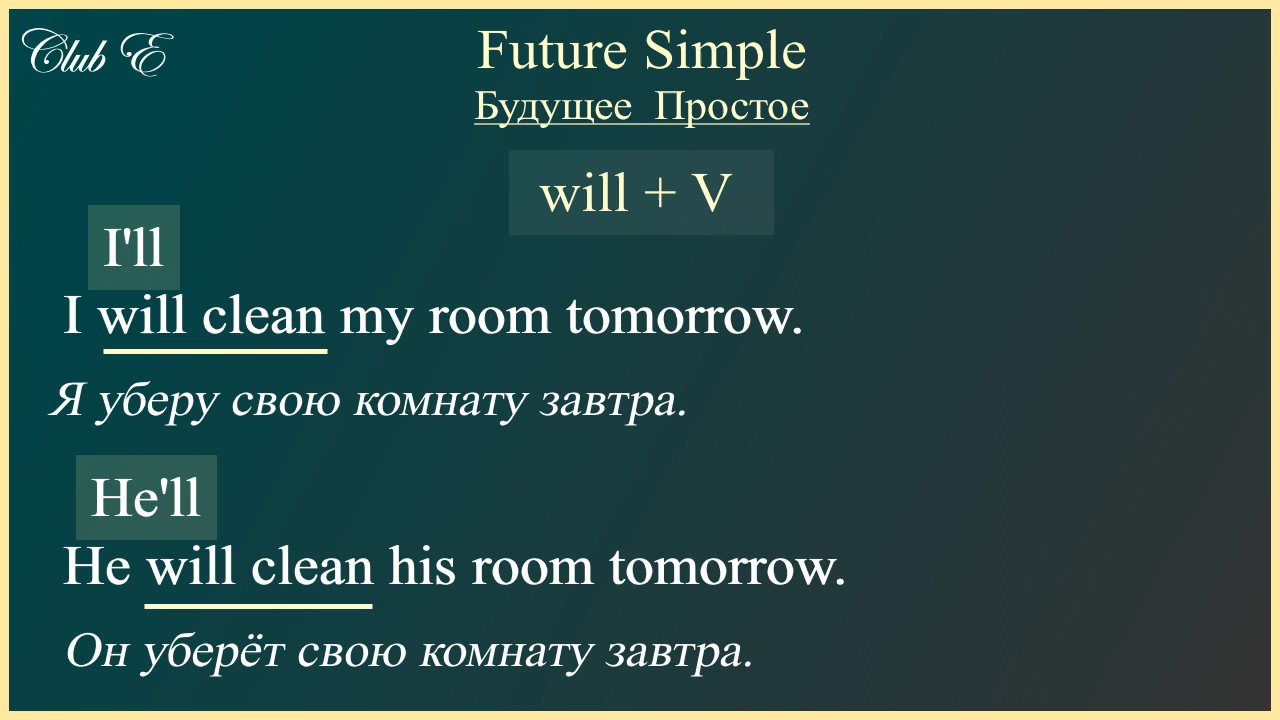 Club E
Future Simple
Будущее Простое
will + V
I'll
I will clean my room tomorrow.
Я уберу свою комнату завтра.
He'll
He will clean his room tomorrow.
Он уберёт свою комнату завтра.